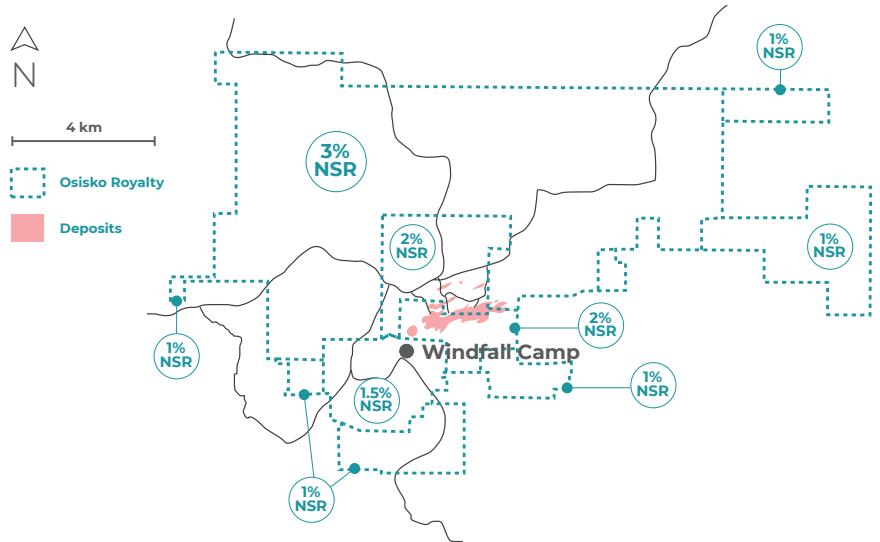 1%
NSR
N
4 km
3%
NSR
Osisko Royalty
Deposits
2%
NSR
1%
NSR
2%
NSR
1%
NSR
Windfall Camp
1%
NSR
1.5%
NSR
1%
NSR